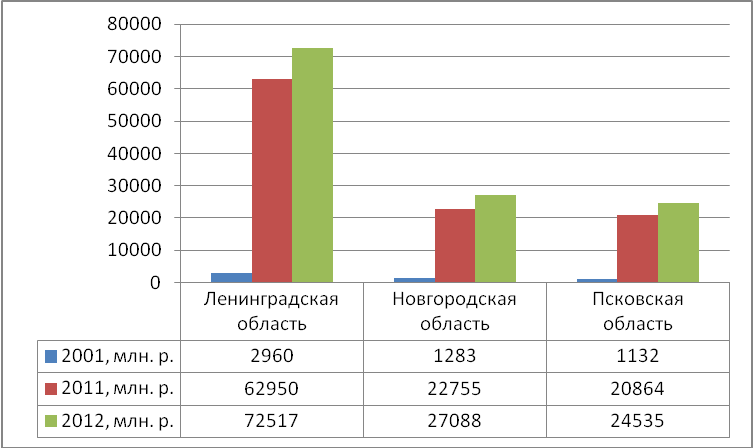 80000
70000
60000
50000
40000
30000
20000
10000
0
Ленинградская область
Новгородская область
Псковская область
2001, млн. р. 2960 1283 1132
2011, млн. р. 62950 22755 20864
2012, млн. р. 72517 27088 24535